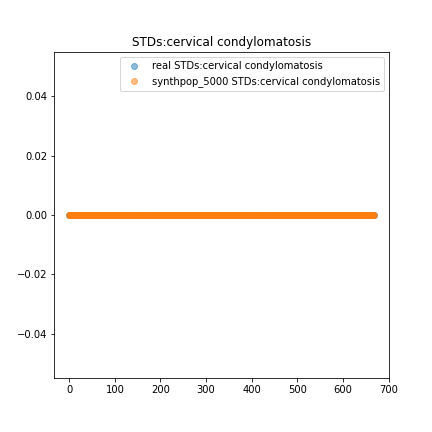 STDs:cervical condylomatosis
real STDs:cervical condylomatosis
synthpop_5000 STDs:cervical condylomatosis
0.04
0.02
0.00
−0.02
−0.04
0 100 200 300 400 500 600 700